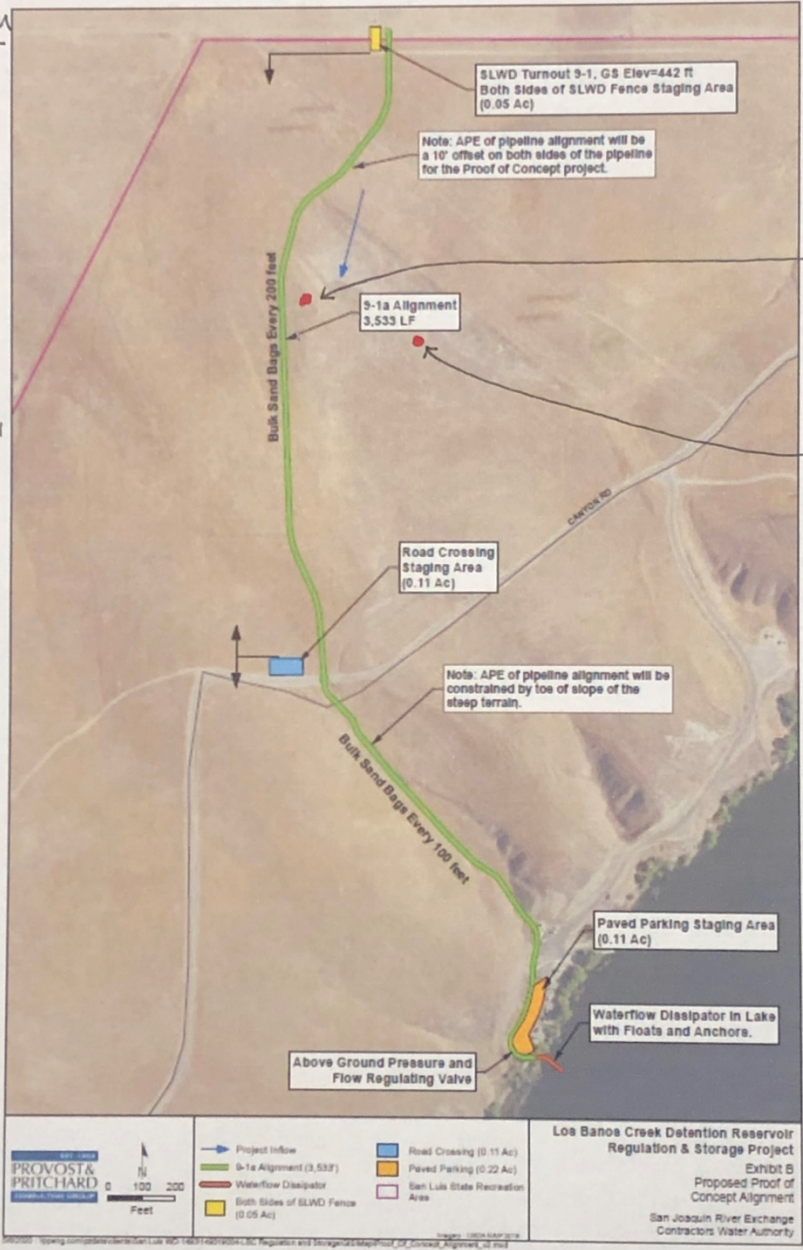 SLWD Turnout 9-1, GS Elev=442 ft
Both Sides of SLWD Fence Staging Area
(0.05 Ac)
Note: APE of pipeline alignment will be
a 10' offset on both sides of the pipeline
for the Proof of Concept project.
Bulk Sand Bags Every 200 feet
9-1a Alignment
3,533 LF
CANYON RD
Road Crossing
Staging Area
(0.11 Ac)
Note: APE of pipeline alignment will be
constrained by toe of slope of the
steep terrain.
Bulk Sand Bags Every 100 feet
Paved Parking Staging Area
(0.11 Ac)
Waterflow Dissipator in Lake
with Floats and Anchors.
Above Ground Pressure and
Flow Regulating Valve
EST. 1968
PROVOST&
PRITCHARD
CONSULTING GROUP
N
0 100 200
Feet
Project Inflow
9-1a Alignment (3,533')
Waterflow Dissipator
Both Sides of SLWD Fence
(0.05 Ac)
Road Crossing (0.11 Ac)
Paved Parking (0.22 Ac)
San Luis State Recreation
Area
Los Banos Creek Detention Reservoir
Regulation & Storage Project
Exhibit B
Proposed Proof of
Concept Alignment
San Joaquin River Exchange
Contractors Water Authority